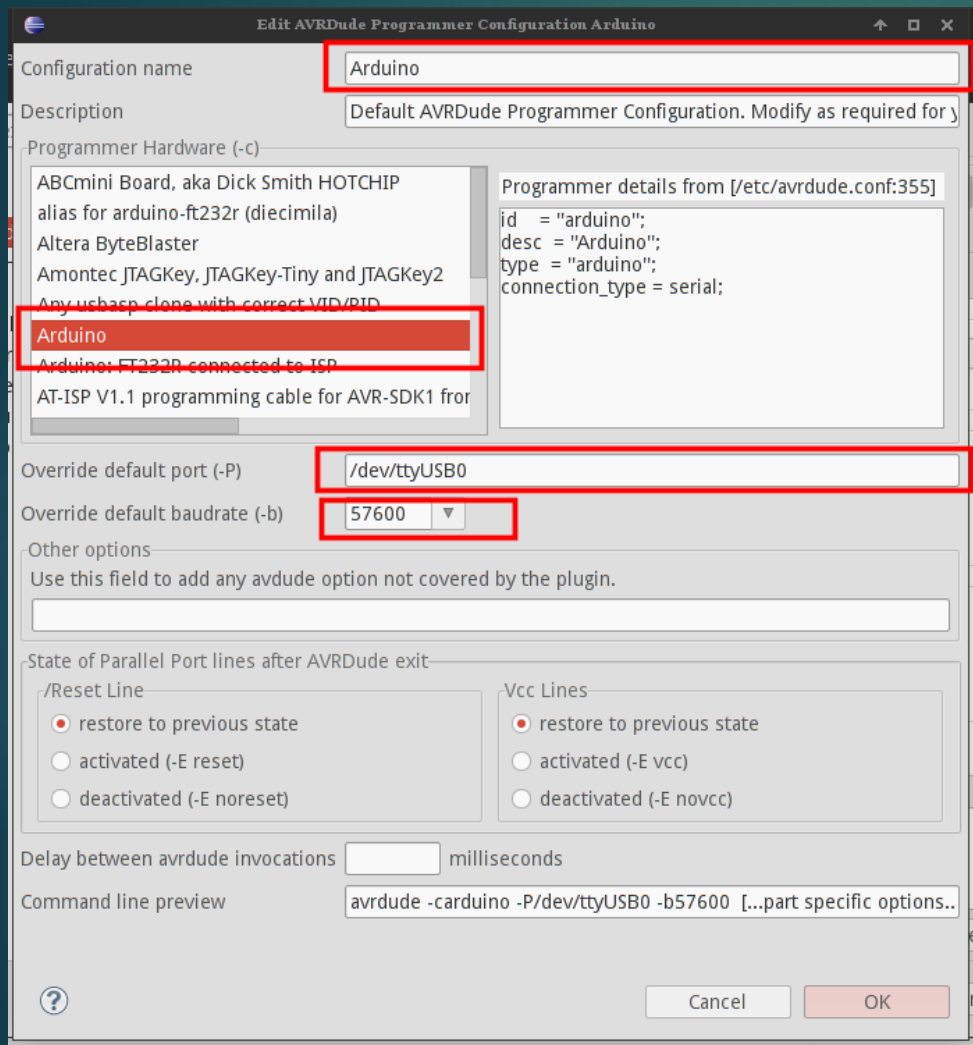 Edit AVRDude Programmer Configuration Arduino
Configuration name
Arduino
Description
Default AVRDude Programmer Configuration. Modify as required for y
Programmer Hardware (-c)
ABCmini Board, aka Dick Smith HOTCHIP
alias for arduino-ft232r (diecimila)
Altera ByteBlaster
Amontec JTAGKey, JTAGKey-Tiny and JTAGKey2
Any usbasp clone with correct VID/PID
Arduino
Arduino: FT232R connected to ISP
AT-ISP V1.1 programming cable for AVR-SDK1 fror
Programmer details from [/etc/avrdude.conf:355]
id = "arduino";
desc = "Arduino";
type = "arduino";
connection_type = serial;
Override default port (-P)
/dev/ttyUSB0
Override default baudrate (-b)
57600
Other options
Use this field to add any avdude option not covered by the plugin.
State of Parallel Port lines after AVRDude exit
/Reset Line
restore to previous state
activated (-E reset)
deactivated (-E noreset)
Vcc Lines
restore to previous state
activated (-E vcc)
deactivated (-E novcc)
Delay between avrdude invocations
milliseconds
Command line preview
avrdude -carduino -P/dev/ttyUSB0 -b57600 [...part specific options..
?
Cancel
OK